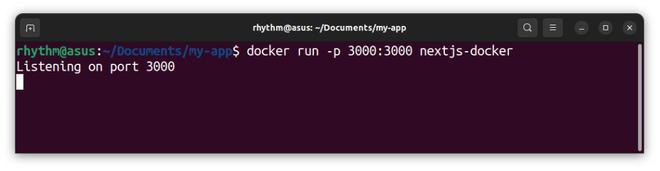 rhythm@asus: ~/Documents/my-app
rhythm@asus:~/Documents/my-app$ docker run -p 3000:3000 nextjs-docker
Listening on port 3000